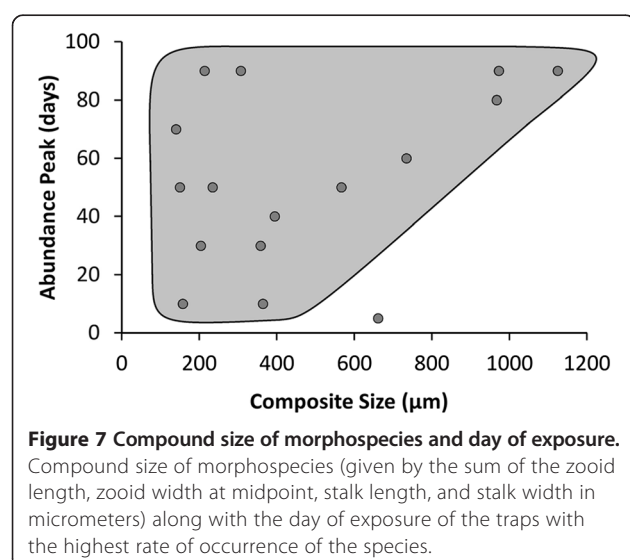 100
80
60
40
20
0
Abundance Peak (days)
0 200 400 600 800 1000 1200
Composite Size (µm)
Figure 7 Compound size of morphospecies and day of exposure.
Compound size of morphospecies (given by the sum of the zooid
length, zooid width at midpoint, stalk length, and stalk width in
micrometers) along with the day of exposure of the traps with
the highest rate of occurrence of the species.